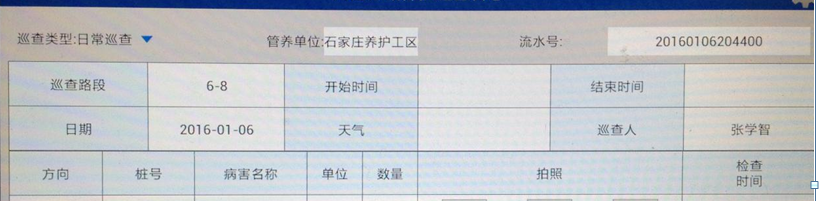 巡查类型:日常巡查 管养单位:石家庄养护工区 流水号: 20160106204400
巡查路段 6-8 开始时间 结束时间
日期 2016-01-06 天气 巡查人 张学智
方向 桩号 病害名称 单位 数量 拍照 检查时间